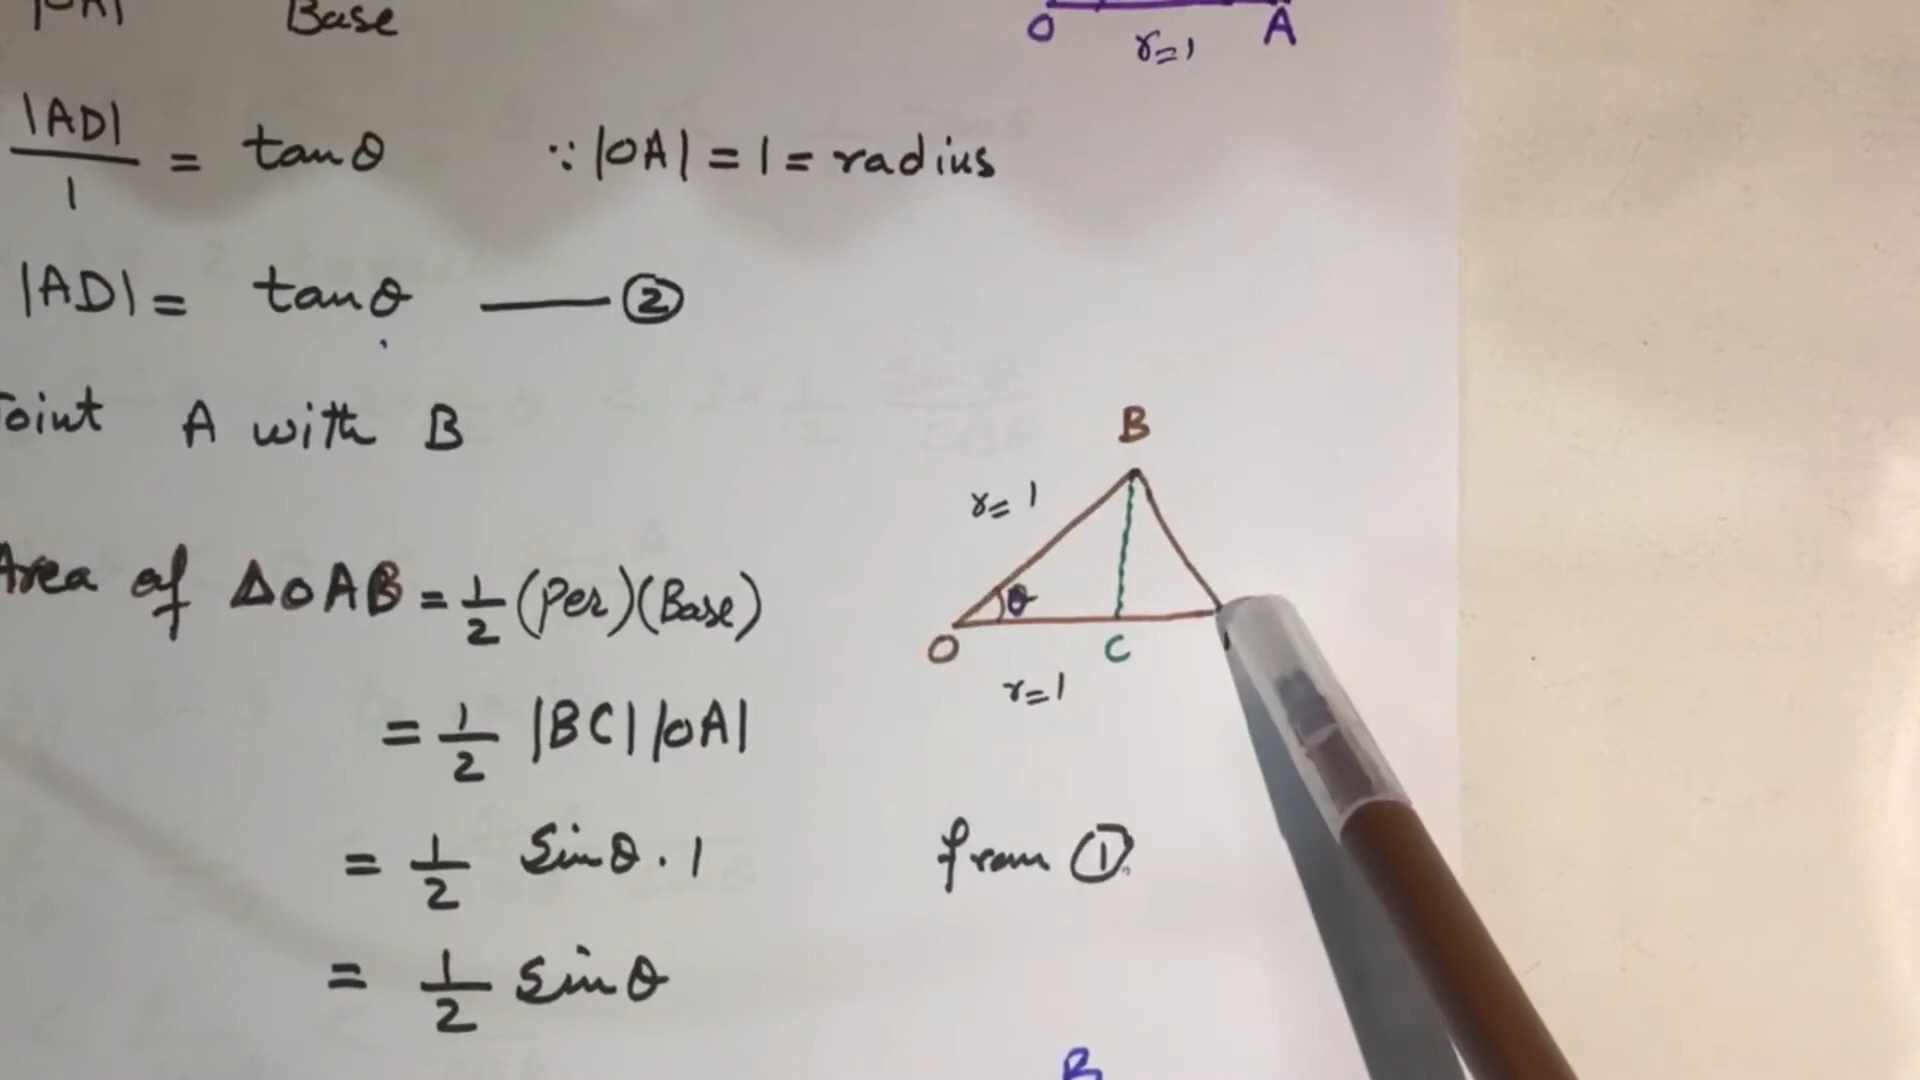 |OA| Base
O r=1 A
|AD|/1 = tanθ ∵ |OA| = 1 = radius
|AD| = tanθ —— ②
Joint A with B
B
r=1
θ
O C
r=1
Area of ΔOAB = 1/2 (Per)(Base)
= 1/2 |BC| |OA|
= 1/2 Sinθ . 1 from ①
= 1/2 Sinθ
B